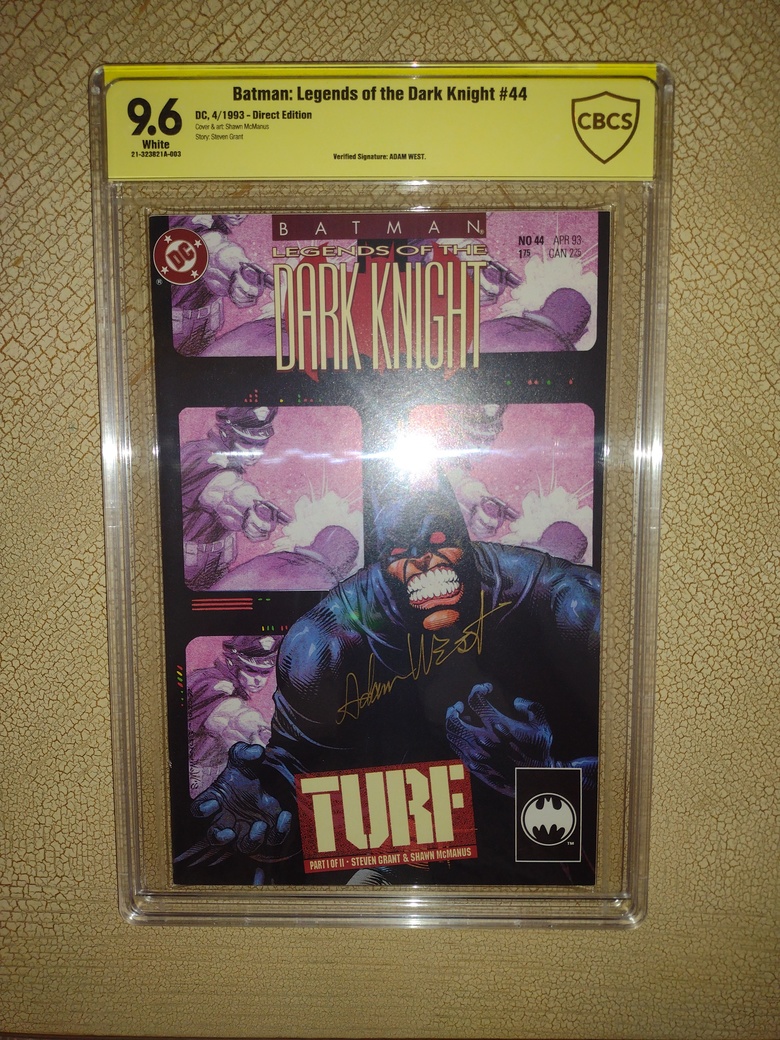 Batman: Legends of the Dark Knight #44
9.6
White
21-323821A-003
DC, 4/1993 - Direct Edition
Cover & art: Shawn McManus
Story: Steven Grant
Verified Signature: ADAM WEST.
CBCS
BATMAN
LEGENDS OF THE
DARK KNIGHT
DC
®
NO 44 APR 93
1.75 CAN 2.25
Adam West
TURF
PART I OF II • STEVEN GRANT & SHAWN McMANUS
TM